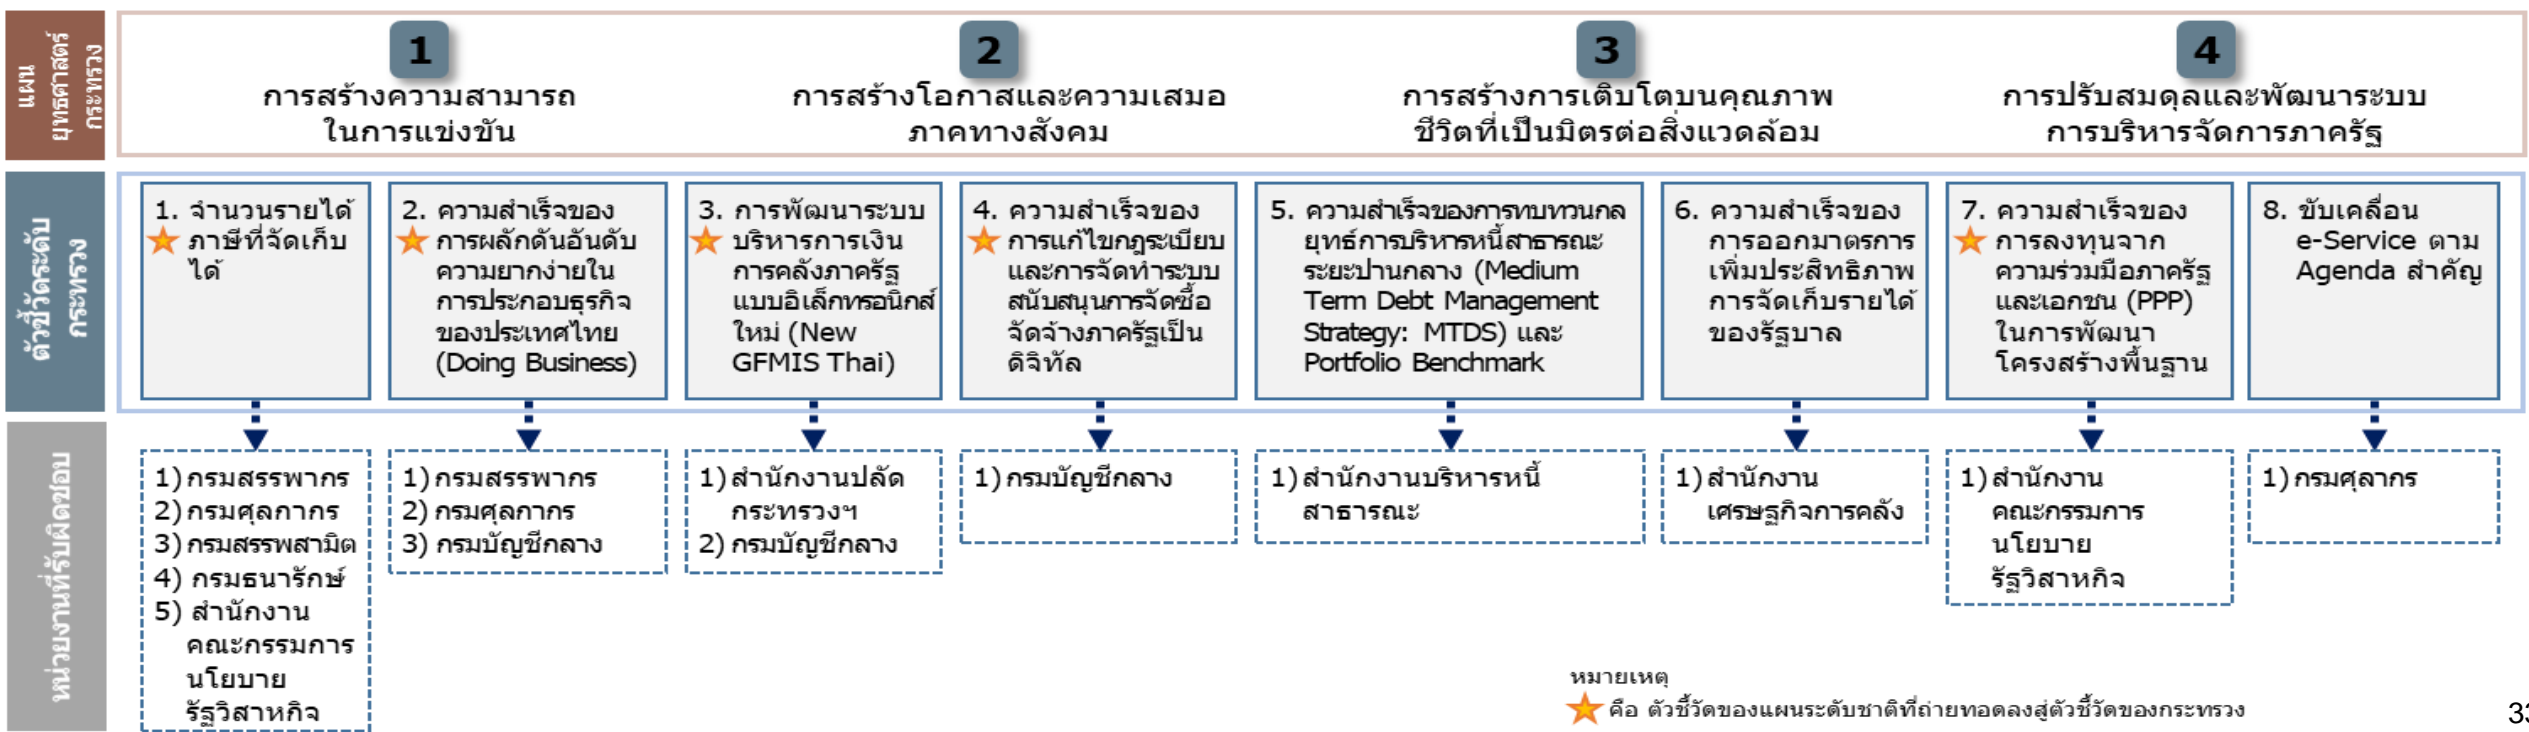 แผน
ยุทธศาสตร์
กระทรวง
1
การสร้างความสามารถ
ในการแข่งขัน
2
การสร้างโอกาสและความเสมอ
ภาคทางสังคม
3
การสร้างการเติบโตบนคุณภาพ
ชีวิตที่เป็นมิตรต่อสิ่งแวดล้อม
4
การปรับสมดุลและพัฒนาระบบ
การบริหารจัดการภาครัฐ
ตัวชี้วัดระดับ
กระทรวง
1. จำนวนรายได้
ภาษีที่จัดเก็บ
ได้
2. ความสำเร็จของ
การผลักดันอันดับ
ความยากง่ายใน
การประกอบธุรกิจ
ของประเทศไทย
(Doing Business)
3. การพัฒนาระบบ
บริหารการเงิน
การคลังภาครัฐ
แบบอิเล็กทรอนิกส์
ใหม่ (New
GFMIS Thai)
4. ความสำเร็จของ
การแก้ไขกฎระเบียบ
และการจัดทำระบบ
สนับสนุนการจัดซื้อ
จัดจ้างภาครัฐเป็น
ดิจิทัล
5. ความสำเร็จของการทบทวนกล
ยุทธ์การบริหารหนี้สาธารณะ
ระยะปานกลาง (Medium
Term Debt Management
Strategy: MTDS) และ
Portfolio Benchmark
6. ความสำเร็จของ
การออกมาตรการ
เพิ่มประสิทธิภาพ
การจัดเก็บรายได้
ของรัฐบาล
7. ความสำเร็จของ
การลงทุนจาก
ความร่วมมือภาครัฐ
และเอกชน (PPP)
ในการพัฒนา
โครงสร้างพื้นฐาน
8. ขับเคลื่อน
e-Service ตาม
Agenda สำคัญ
หน่วยงานที่รับผิดชอบ
1) กรมสรรพากร
2) กรมศุลกากร
3) กรมสรรพสามิต
4) กรมธนารักษ์
5) สำนักงาน
คณะกรรมการ
นโยบาย
รัฐวิสาหกิจ
1) กรมสรรพากร
2) กรมศุลกากร
3) กรมบัญชีกลาง
1) สำนักงานปลัด
กระทรวงฯ
2) กรมบัญชีกลาง
1) กรมบัญชีกลาง
1) สำนักงานบริหารหนี้
สาธารณะ
1) สำนักงาน
เศรษฐกิจการคลัง
1) สำนักงาน
คณะกรรมการ
นโยบาย
รัฐวิสาหกิจ
1) กรมศุลากร
หมายเหตุ
คือ ตัวชี้วัดของแผนระดับชาติที่ถ่ายทอดลงสู่ตัวชี้วัดของกระทรวง